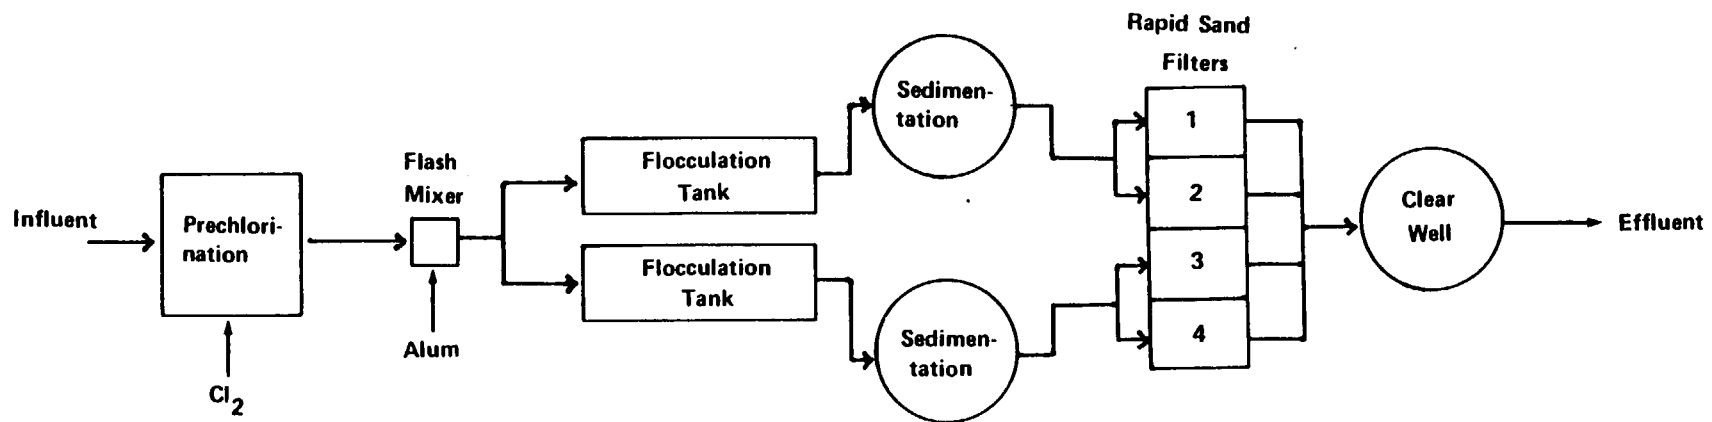 Rapid Sand
Filters
Sedimen-
tation
1
Flocculation
Tank
Flash
Mixer
2
Clear
Well
Influent
Prechlori-
nation
Effluent
Flocculation
Tank
3
4
Sedimen-
tation
Alum
Cl2